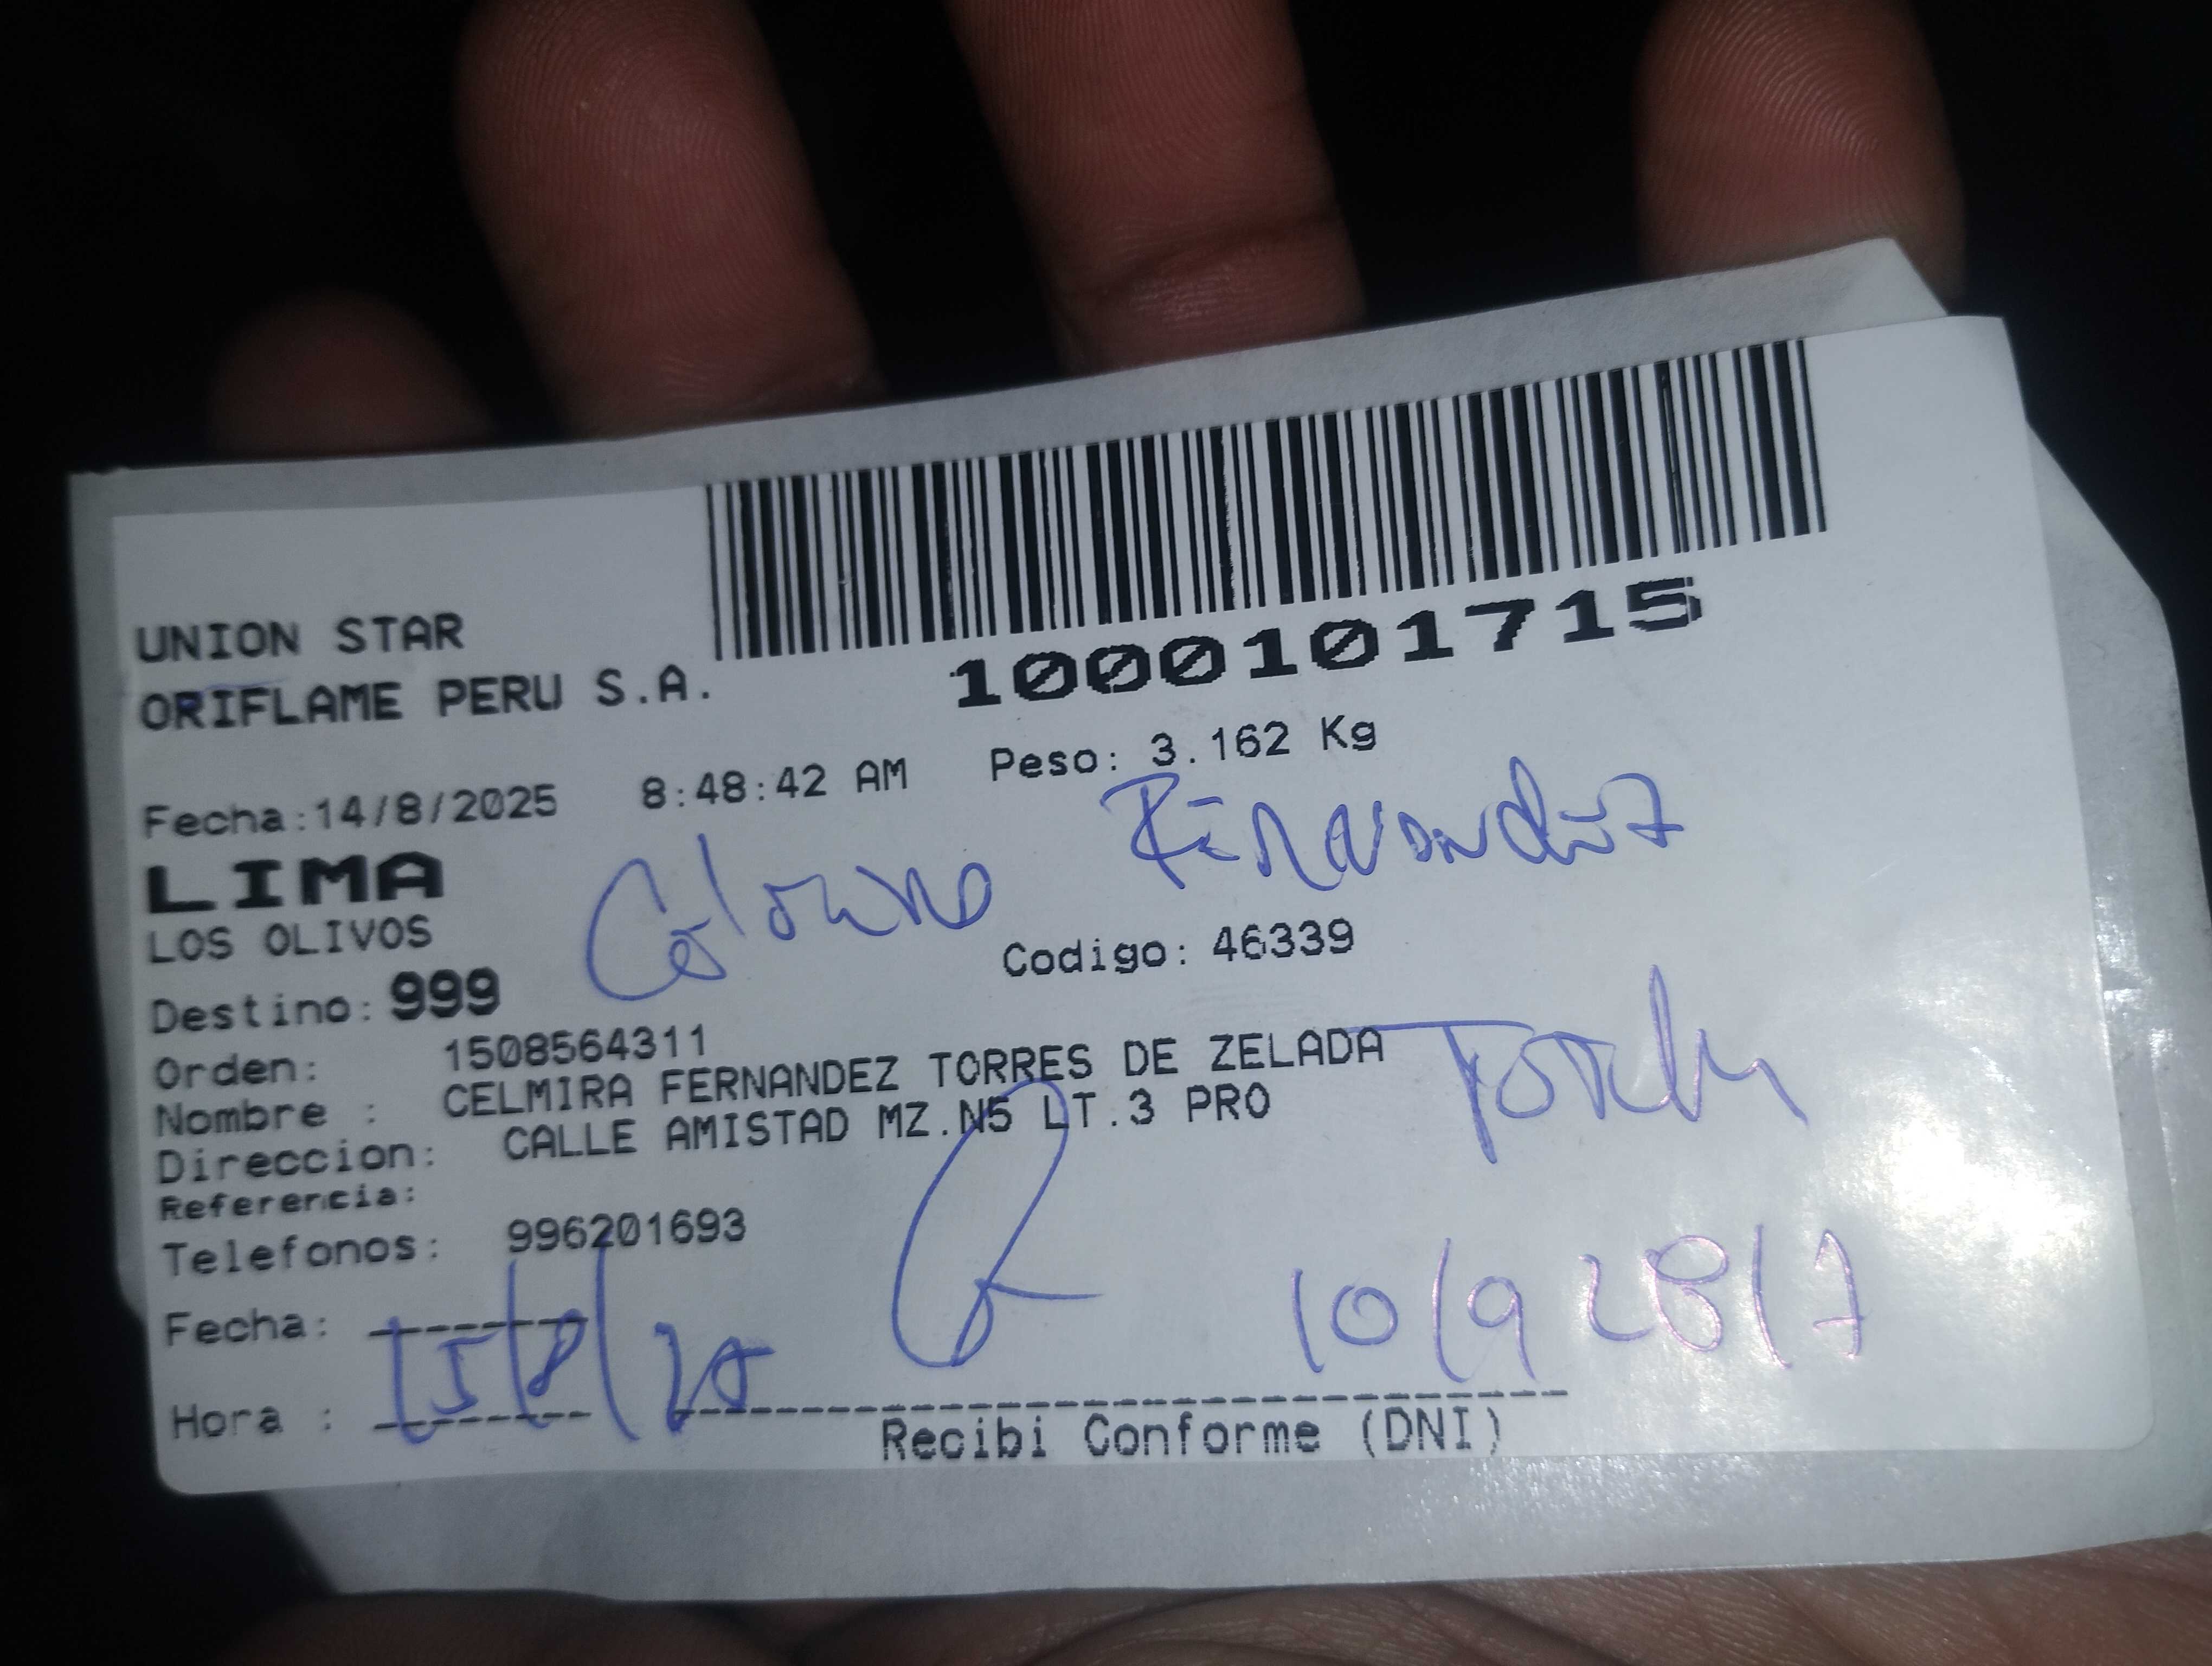 UNION STAR
ORIFLAME PERU S.A.
1000101715
Fecha:14/8/2025 8:48:42 AM Peso: 3.162 Kg
LIMA
LOS OLIVOS
Fernandez
Destino: 999 Codigo: 46339
Orden: 1508564311
Nombre : CELMIRA FERNANDEZ TORRES DE ZELADA
Direccion: CALLE AMISTAD MZ.N5 LT.3 PRO
Referencia:
Telefonos: 996201693
Fecha:
15/8/25
Hora :
Recibi Conforme (DNI)